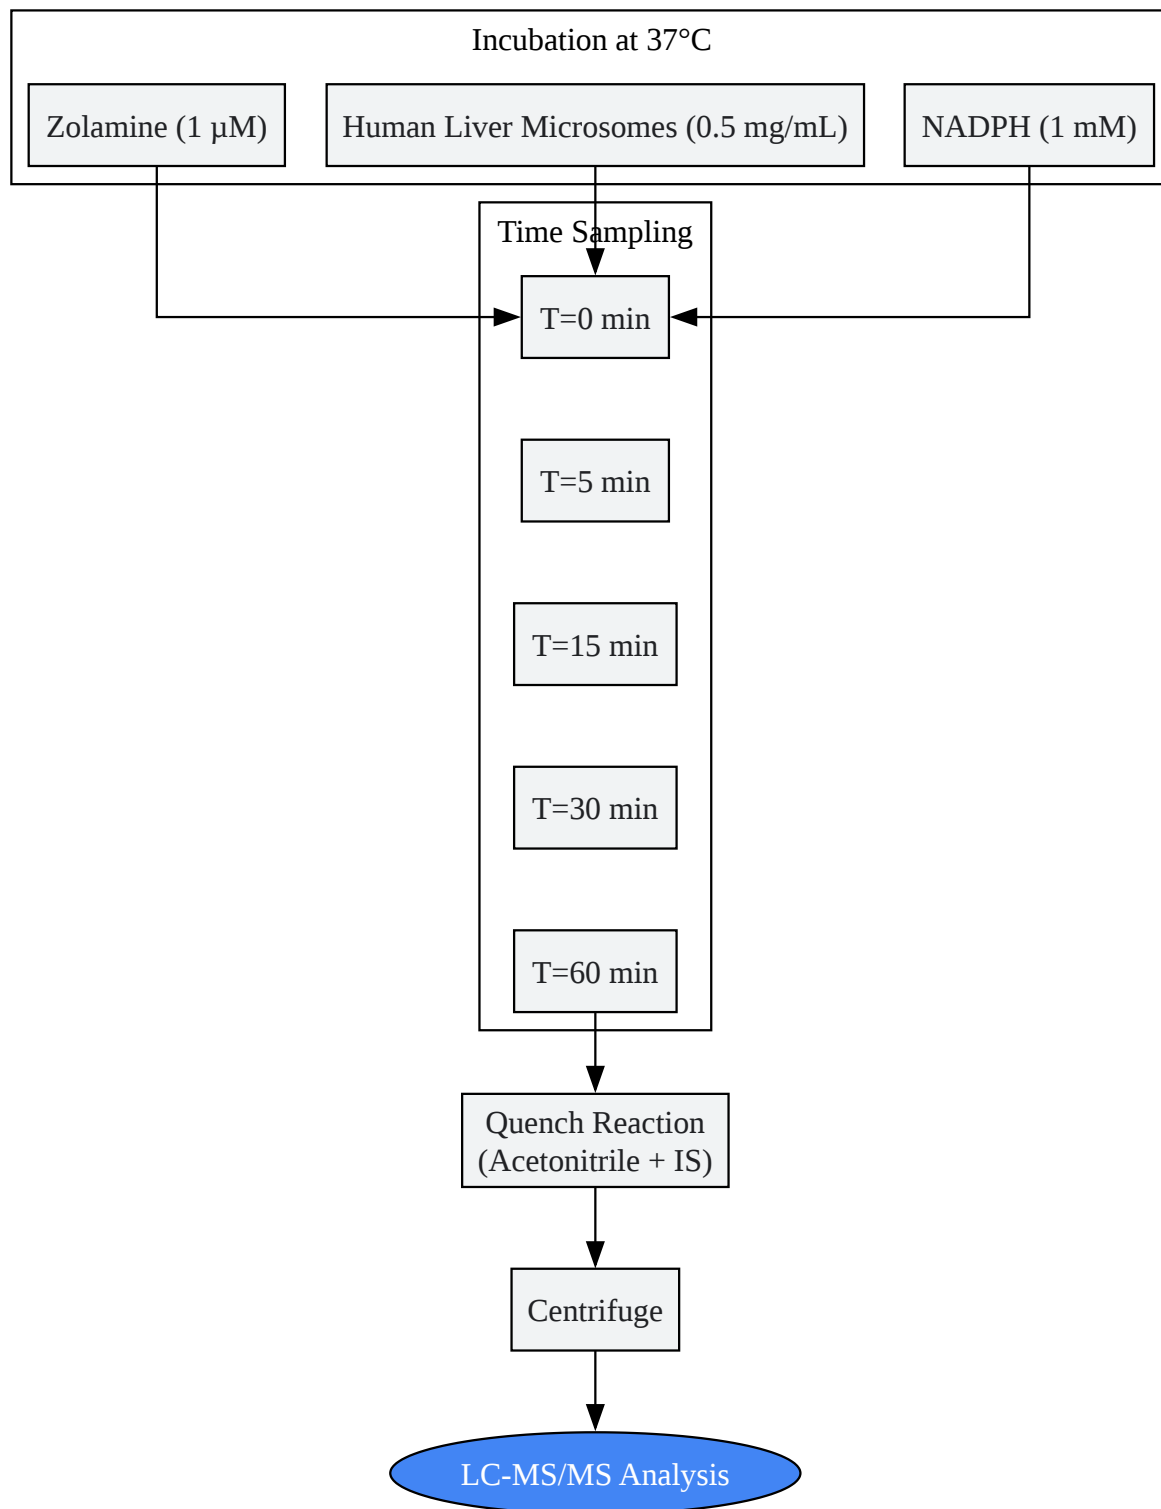 Incubation at 37°C
Zolamine (1 µM)
Human Liver Microsomes (0.5 mg/mL)
NADPH (1 mM)
Time Sampling
T=0 min
T=5 min
T=15 min
T=30 min
T=60 min
Quench Reaction
(Acetonitrile + IS)
Centrifuge
LC-MS/MS Analysis